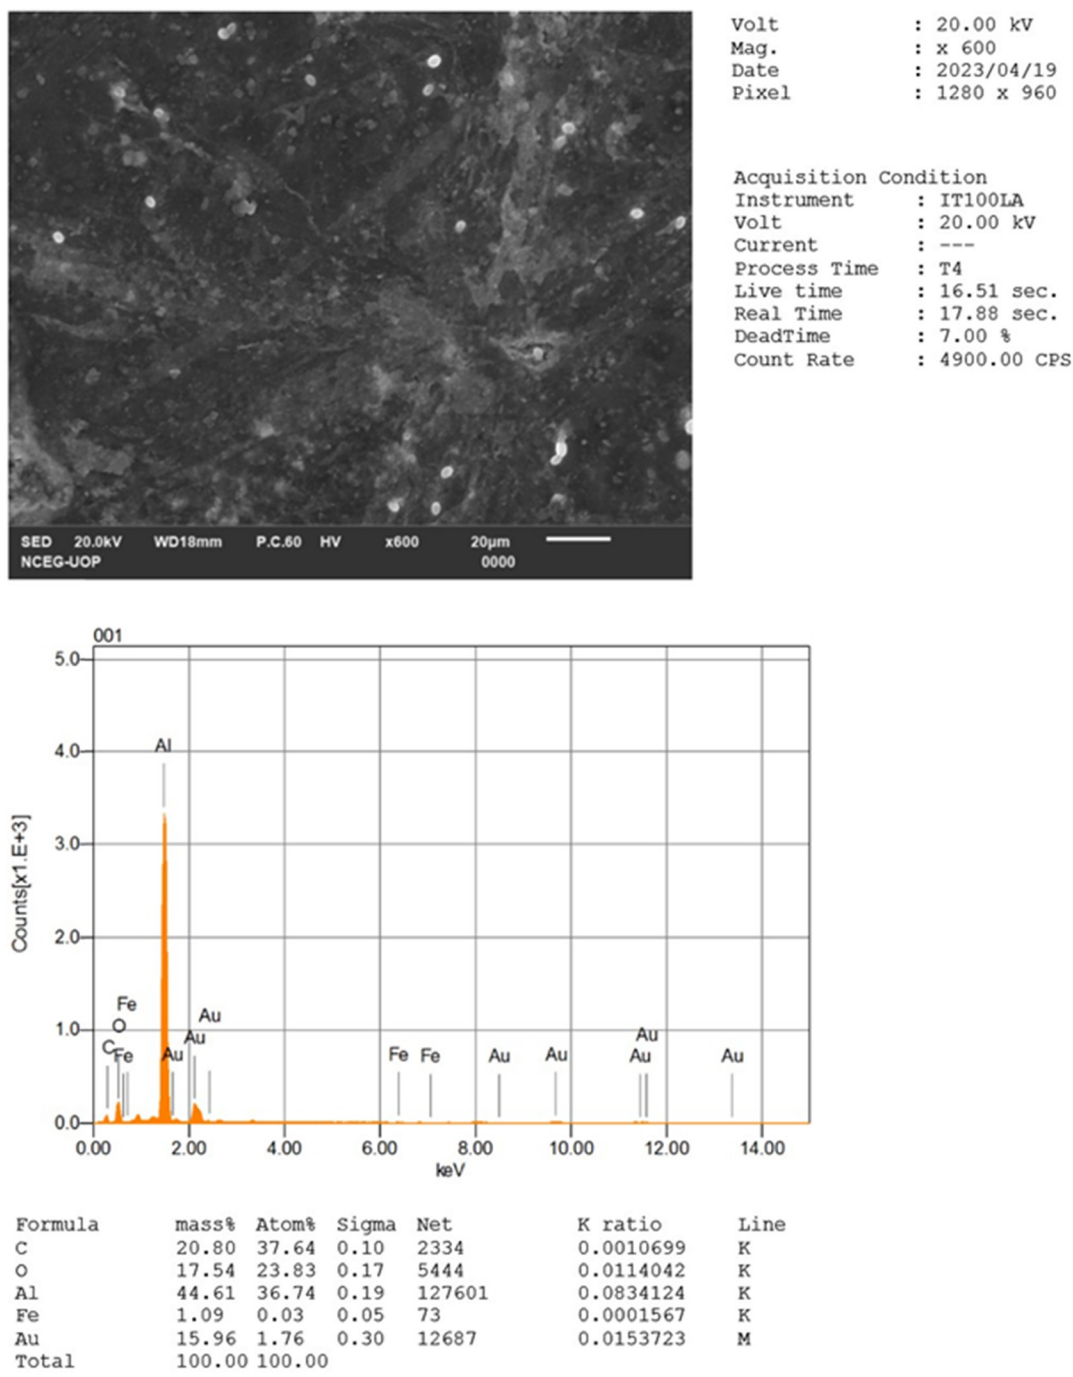 Volt : 20.00 kV
Mag. : x 600
Date : 2023/04/19
Pixel : 1280 x 960
Acquisition Condition
Instrument : IT100LA
Volt : 20.00 kV
Current : ---
Process Time : T4
Live time : 16.51 sec.
Real Time : 17.88 sec.
DeadTime : 7.00 %
Count Rate : 4900.00 CPS
SED 20.0kV WD18mm P.C.60 HV x600 20µm
NCEG-UOP 0000
001
5.0
4.0
3.0
2.0
1.0
0.0
Counts[x1.E+3]
Al
Fe
O
C
Fe
Au
Au
Au
Fe
Fe
Au
Au
Au
Au
Au
0.00 2.00 4.00 6.00 8.00 10.00 12.00 14.00
keV
Formula mass% Atom% Sigma Net K ratio Line
C 20.80 37.64 0.10 2334 0.0010699 K
O 17.54 23.83 0.17 5444 0.0114042 K
Al 44.61 36.74 0.19 127601 0.0834124 K
Fe 1.09 0.03 0.05 73 0.0001567 K
Au 15.96 1.76 0.30 12687 0.0153723 M
Total 100.00 100.00